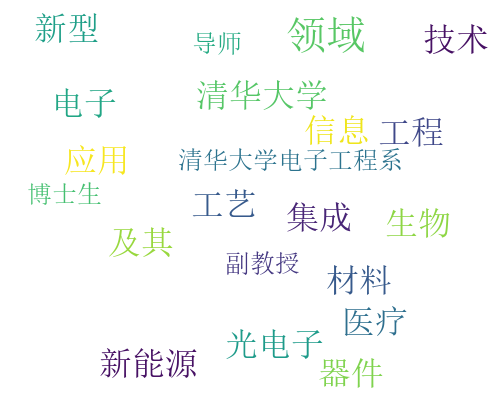 新型
导师
领域
技术
电子
清华大学
信息
工程
应用
清华大学电子工程系
博士生
工艺
集成
生物
及其
副教授
材料
医疗
光电子
新能源
器件